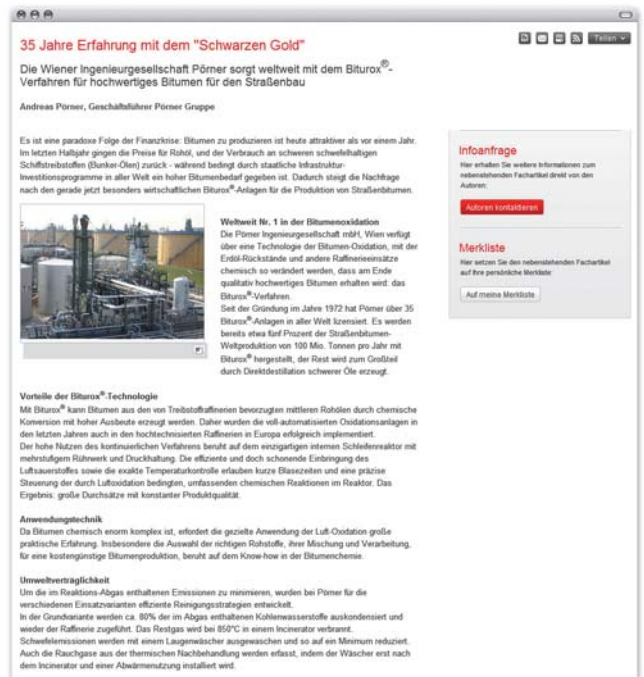 35 Jahre Erfahrung mit dem "Schwarzen Gold"
Teilen
Die Wiener Ingenieurgesellschaft Pörner sorgt weltweit mit dem Biturox®-
Verfahren für hochwertiges Bitumen für den Straßenbau
Andreas Pörner, Geschäftsführer Pörner Gruppe
Es ist eine paradoxe Folge der Finanzkrise: Bitumen zu produzieren ist heute attraktiver als vor einem Jahr.
Im letzten Halbjahr gingen die Preise für Rohöl, und der Verbrauch an schweren schwefelhaltigen
Schiffstreibstoffen (Bunker-Ölen) zurück - während bedingt durch staatliche Infrastruktur-
Investitionsprogramme in aller Welt ein hoher Bitumenbedarf gegeben ist. Dadurch steigt die Nachfrage
nach den gerade jetzt besonders wirtschaftlichen Biturox®-Anlagen für die Produktion von Straßenbitumen.
Weltweit Nr. 1 in der Bitumenoxidation
Die Pörner Ingenieurgesellschaft mbH, Wien verfügt
über eine Technologie der Bitumen-Oxidation, mit der
Erdöl-Rückstände und andere Raffinerieeinsätze
chemisch so verändert werden, dass am Ende
qualitativ hochwertiges Bitumen erhalten wird: das
Biturox®-Verfahren.
Seit der Gründung im Jahre 1972 hat Pörner über 35
Biturox®-Anlagen in aller Welt lizensiert. Es werden
bereits etwa fünf Prozent der Straßenbitumen-
Weltproduktion von 100 Mio. Tonnen pro Jahr mit
Biturox® hergestellt, der Rest wird zum Großteil
durch Direktdestillation schwerer Öle erzeugt.
Vorteile der Biturox®-Technologie
Mit Biturox® kann Bitumen aus den von Treibstoffraffinerien bevorzugten mittleren Rohölen durch chemische
Konversion mit hoher Ausbeute erzeugt werden. Daher wurden die voll-automatisierten Oxidationsanlagen in
den letzten Jahren auch in den hochtechnisierten Raffinerien in Europa erfolgreich implementiert.
Der hohe Nutzen des kontinuierlichen Verfahrens beruht auf dem einzigartigen internen Schleifenreaktor mit
mehrstufigem Rührwerk und Druckhaltung. Die effiziente und doch schonende Einbringung des
Luftsauerstoffes sowie die exakte Temperaturkontrolle erlauben kurze Blasezeiten und eine präzise
Steuerung der durch Luftoxidation bedingten, umfassenden chemischen Reaktionen im Reaktor. Das
Ergebnis: große Durchsätze mit konstanter Produktqualität.
Anwendungstechnik
Da Bitumen chemisch enorm komplex ist, erfordert die gezielte Anwendung der Luft-Oxidation große
praktische Erfahrung. Insbesondere die Auswahl der richtigen Rohstoffe, ihrer Mischung und Verarbeitung,
für eine kostengünstige Bitumenproduktion, beruht auf dem Know-how in der Bitumenchemie.
Umweltverträglichkeit
Um die im Reaktions-Abgas enthaltenen Emissionen zu minimieren, wurden bei Pörner für die
verschiedenen Einsatzvarianten effiziente Reinigungsstrategien entwickelt.
In der Grundvariante werden ca. 80% der im Abgas enthaltenen Kohlenwasserstoffe auskondensiert und
wieder der Raffinerie zugeführt. Das Restgas wird bei 850°C in einem Incinerator verbrannt.
Schwefelemissionen werden mit einem Laugenwäscher ausgewaschen und so auf ein Minimum reduziert.
Auch die Rauchgase aus der thermischen Nachbehandlung werden erfasst, indem der Wäscher erst nach
dem Incinerator und einer Abwärmenutzung installiert wird.
Infoanfrage
Hier erhalten Sie weitere Informationen zum
nebenstehenden Fachartikel direkt von den
Autoren:
Autoren kontaktieren
Merkliste
Hier setzen Sie den nebenstehenden Fachartikel
auf Ihre persönliche Merkliste:
Auf meine Merkliste